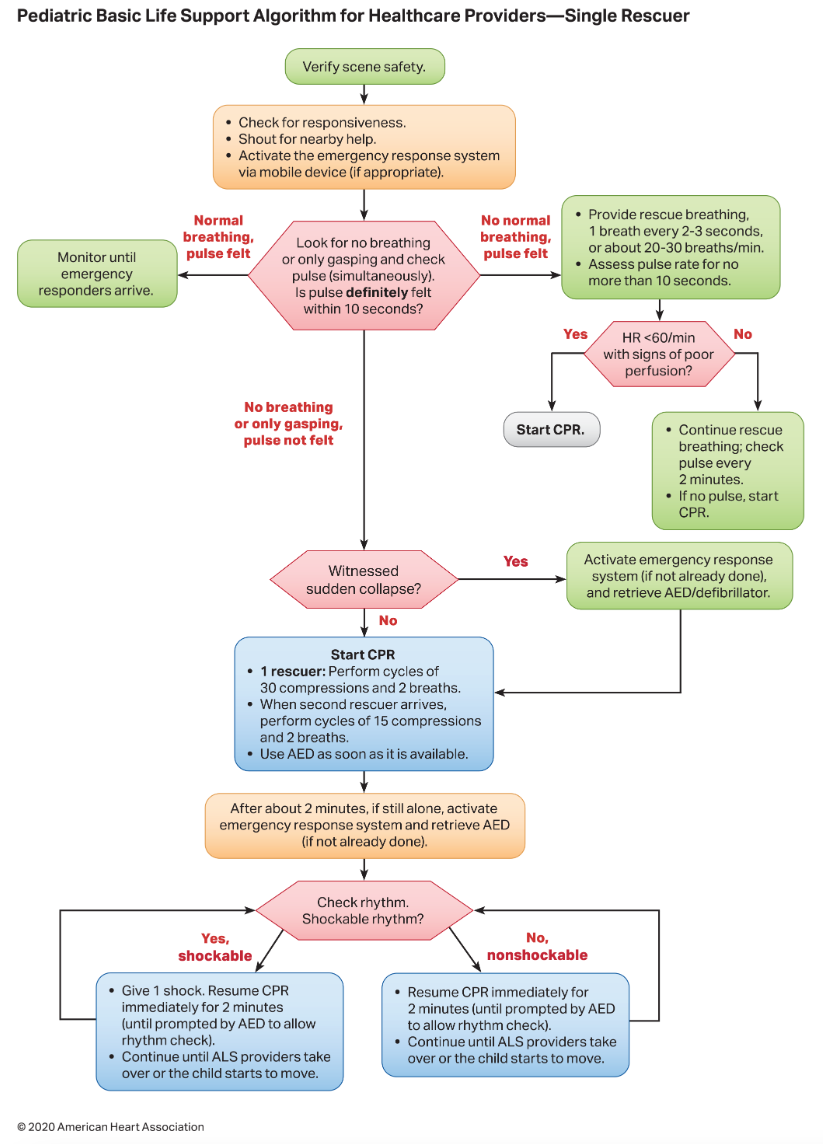 Pediatric Basic Life Support Algorithm for Healthcare Providers—Single Rescuer
Verify scene safety.
• Check for responsiveness.
• Shout for nearby help.
• Activate the emergency response system
via mobile device (if appropriate).
Normal
breathing,
pulse felt
No normal
breathing,
pulse felt
Monitor until
emergency
responders arrive.
Look for no breathing
or only gasping and check
pulse (simultaneously).
Is pulse definitely felt
within 10 seconds?
• Provide rescue breathing,
1 breath every 2-3 seconds,
or about 20-30 breaths/min.
• Assess pulse rate for no
more than 10 seconds.
Yes
HR <60/min
with signs of poor
perfusion?
No
Start CPR.
• Continue rescue
breathing; check
pulse every
2 minutes.
• If no pulse, start
CPR.
No breathing
or only gasping,
pulse not felt
Witnessed
sudden collapse?
Yes
Activate emergency response
system (if not already done),
and retrieve AED/defibrillator.
No
Start CPR
• 1 rescuer: Perform cycles of
30 compressions and 2 breaths.
• When second rescuer arrives,
perform cycles of 15 compressions
and 2 breaths.
• Use AED as soon as it is available.
After about 2 minutes, if still alone, activate
emergency response system and retrieve AED
(if not already done).
Check rhythm.
Shockable rhythm?
Yes,
shockable
No,
nonshockable
• Give 1 shock. Resume CPR
immediately for 2 minutes
(until prompted by AED to allow
rhythm check).
• Continue until ALS providers take
over or the child starts to move.
• Resume CPR immediately for
2 minutes (until prompted by AED
to allow rhythm check).
• Continue until ALS providers take
over or the child starts to move.
© 2020 American Heart Association